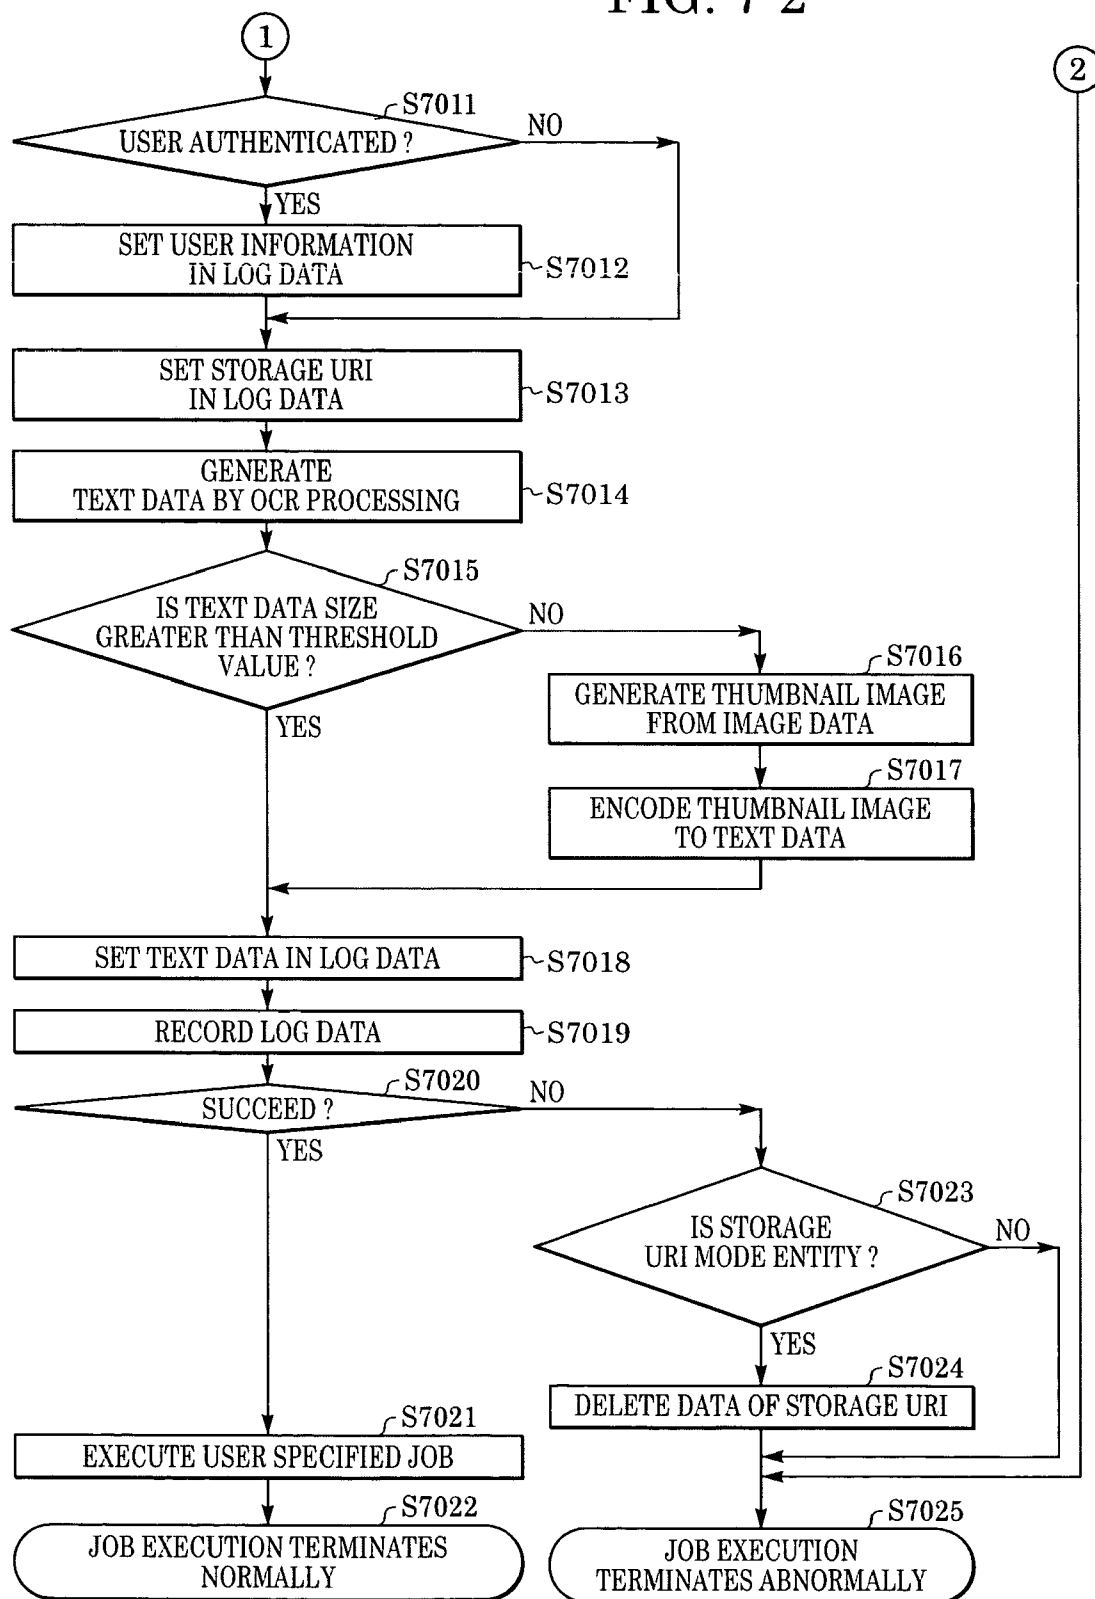 FIG. 7-2
1
2
S7011
USER AUTHENTICATED ?
NO
YES
SET USER INFORMATION
IN LOG DATA
S7012
SET STORAGE URI
IN LOG DATA
S7013
GENERATE
TEXT DATA BY OCR PROCESSING
S7014
S7015
IS TEXT DATA SIZE
GREATER THAN THRESHOLD
VALUE ?
NO
YES
S7016
GENERATE THUMBNAIL IMAGE
FROM IMAGE DATA
S7017
ENCODE THUMBNAIL IMAGE
TO TEXT DATA
SET TEXT DATA IN LOG DATA
S7018
RECORD LOG DATA
S7019
S7020
SUCCEED ?
NO
YES
S7023
IS STORAGE
URI MODE ENTITY ?
NO
YES
S7024
DELETE DATA OF STORAGE URI
S7021
EXECUTE USER SPECIFIED JOB
S7022
JOB EXECUTION TERMINATES
NORMALLY
S7025
JOB EXECUTION
TERMINATES ABNORMALLY